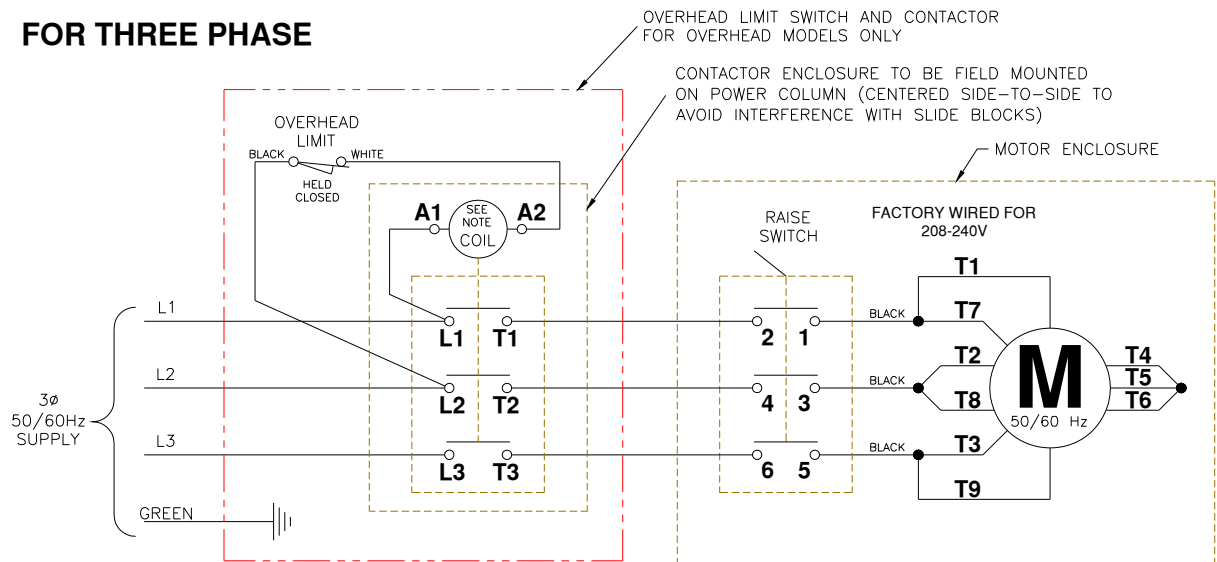 FOR THREE PHASE
OVERHEAD LIMIT SWITCH AND CONTACTOR
FOR OVERHEAD MODELS ONLY
CONTACTOR ENCLOSURE TO BE FIELD MOUNTED
ON POWER COLUMN (CENTERED SIDE-TO-SIDE TO
AVOID INTERFERENCE WITH SLIDE BLOCKS)
MOTOR ENCLOSURE
OVERHEAD
LIMIT
BLACK
WHITE
HELD
CLOSED
A1
SEE
NOTE
COIL
A2
RAISE
SWITCH
FACTORY WIRED FOR
208-240V
3ø
50/60Hz
SUPPLY
L1
L2
L3
GREEN
L1 T1
L2 T2
L3 T3
2 1
4 3
6 5
BLACK
BLACK
BLACK
T1
T7
T2
T8
T3
T9
M
50/60 Hz
T4
T5
T6